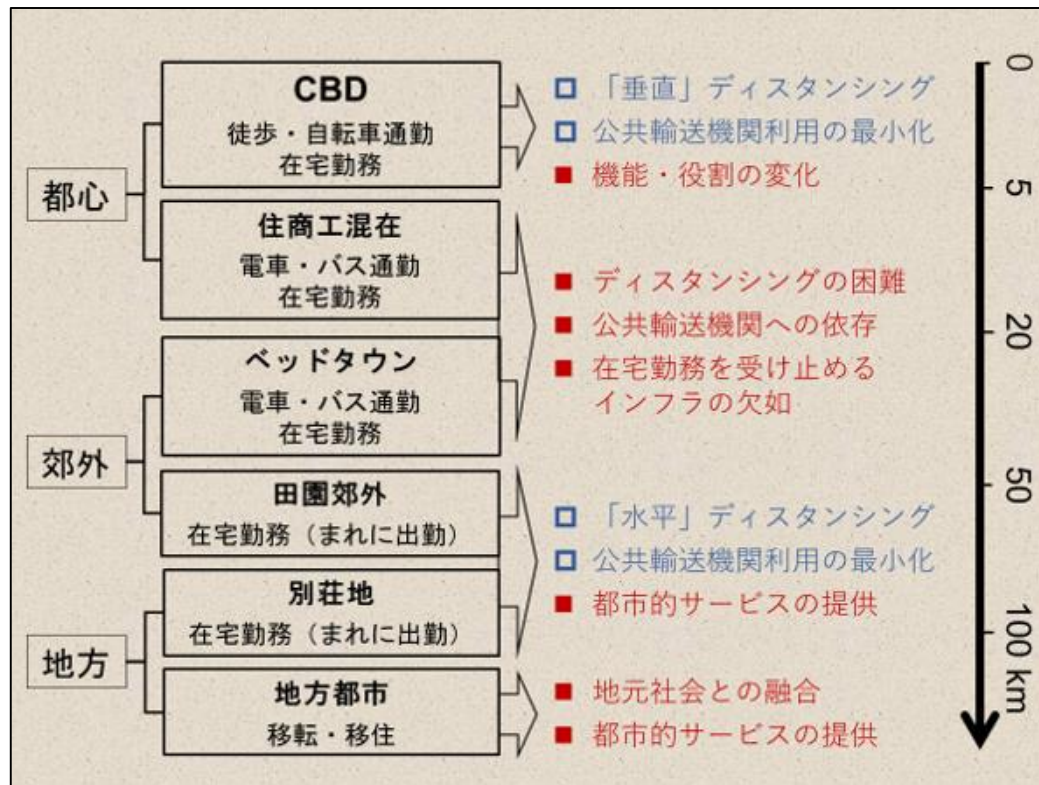 都心
CBD
徒歩・自転車通勤
在宅勤務
住商工混在
電車・バス通勤
在宅勤務
郊外
ベッドタウン
電車・バス通勤
在宅勤務
田園郊外
在宅勤務（まれに出勤）
地方
別荘地
在宅勤務（まれに出勤）
地方都市
移転・移住
「垂直」ディスタンシング
公共輸送機関利用の最小化
機能・役割の変化
ディスタンシングの困難
公共輸送機関への依存
在宅勤務を受け止める
インフラの欠如
「水平」ディスタンシング
公共輸送機関利用の最小化
都市的サービスの提供
地元社会との融合
都市的サービスの提供
0
5
20
50
100 km